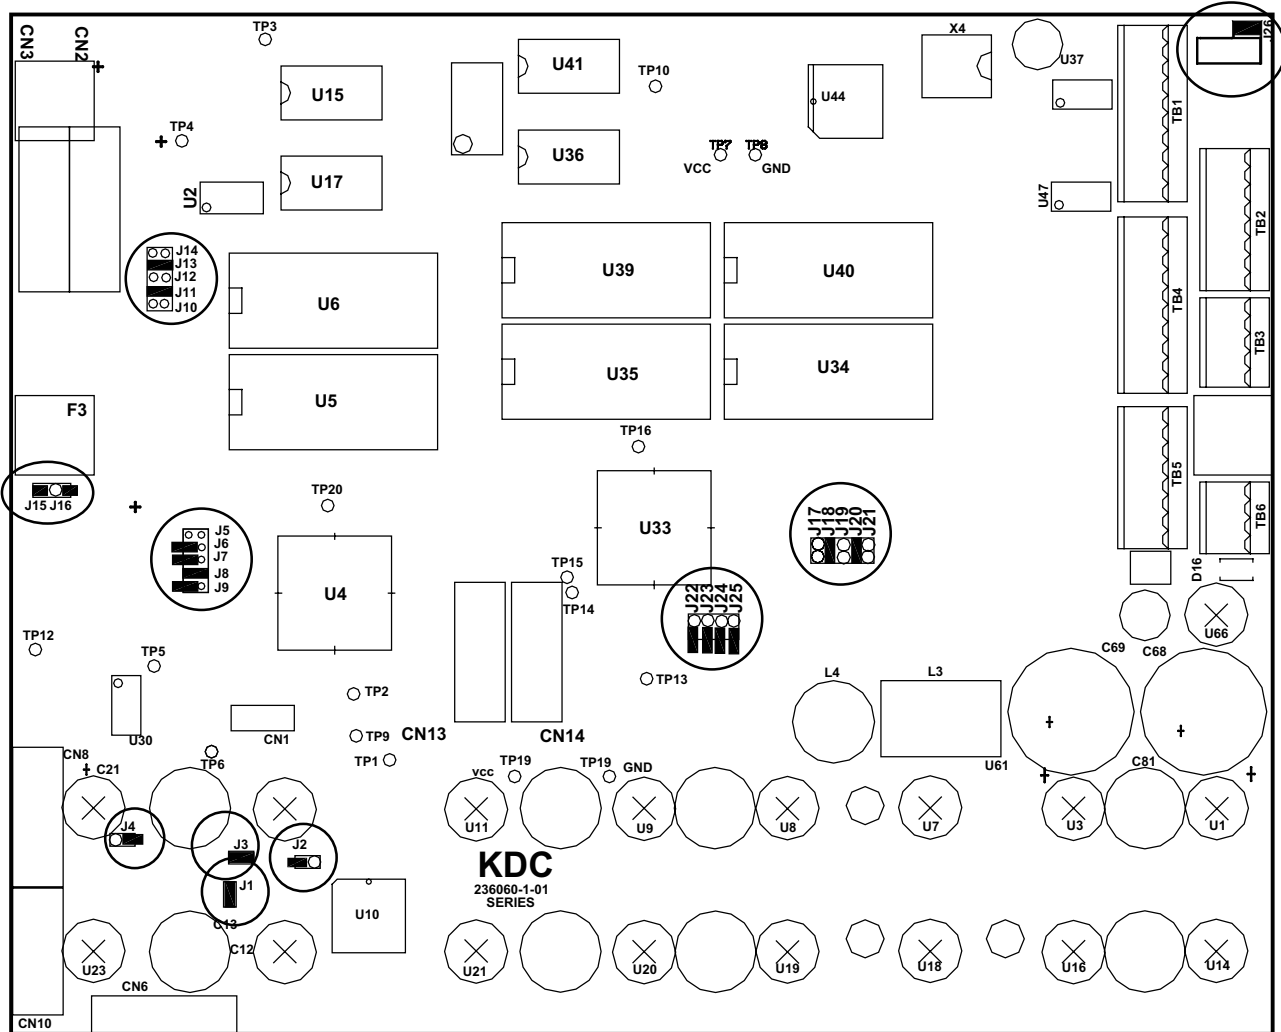 CN3
CN2
TP3
U15
U41
TP10
U44
X4
U37
J26
TB1
TP4
U17
U36
TP7
TP8
VCC
GND
U2
U47
TB2
J14
J13
J12
J11
J10
U6
U39
U40
TB4
TB3
U5
U35
U34
F3
TP16
TB5
J15 J16
TP20
U33
J17
J18
J19
J20
J21
TB6
J5
J6
J7
J8
J9
U4
TP15
TP14
D16
J22
J23
J24
J25
TP12
TP5
U66
C69
C68
TP13
L4
L3
TP2
U30
CN1
TP9
CN13
CN14
CN8
C21
TP6
TP1
vcc
TP19
TP19
GND
U61
C81
J4
J3
J2
U11
U9
U8
U7
U3
U1
J1
KDC
236060-1-01
SERIES
U10
C13
C12
U23
U21
U20
U19
U18
U16
U14
CN6
CN10